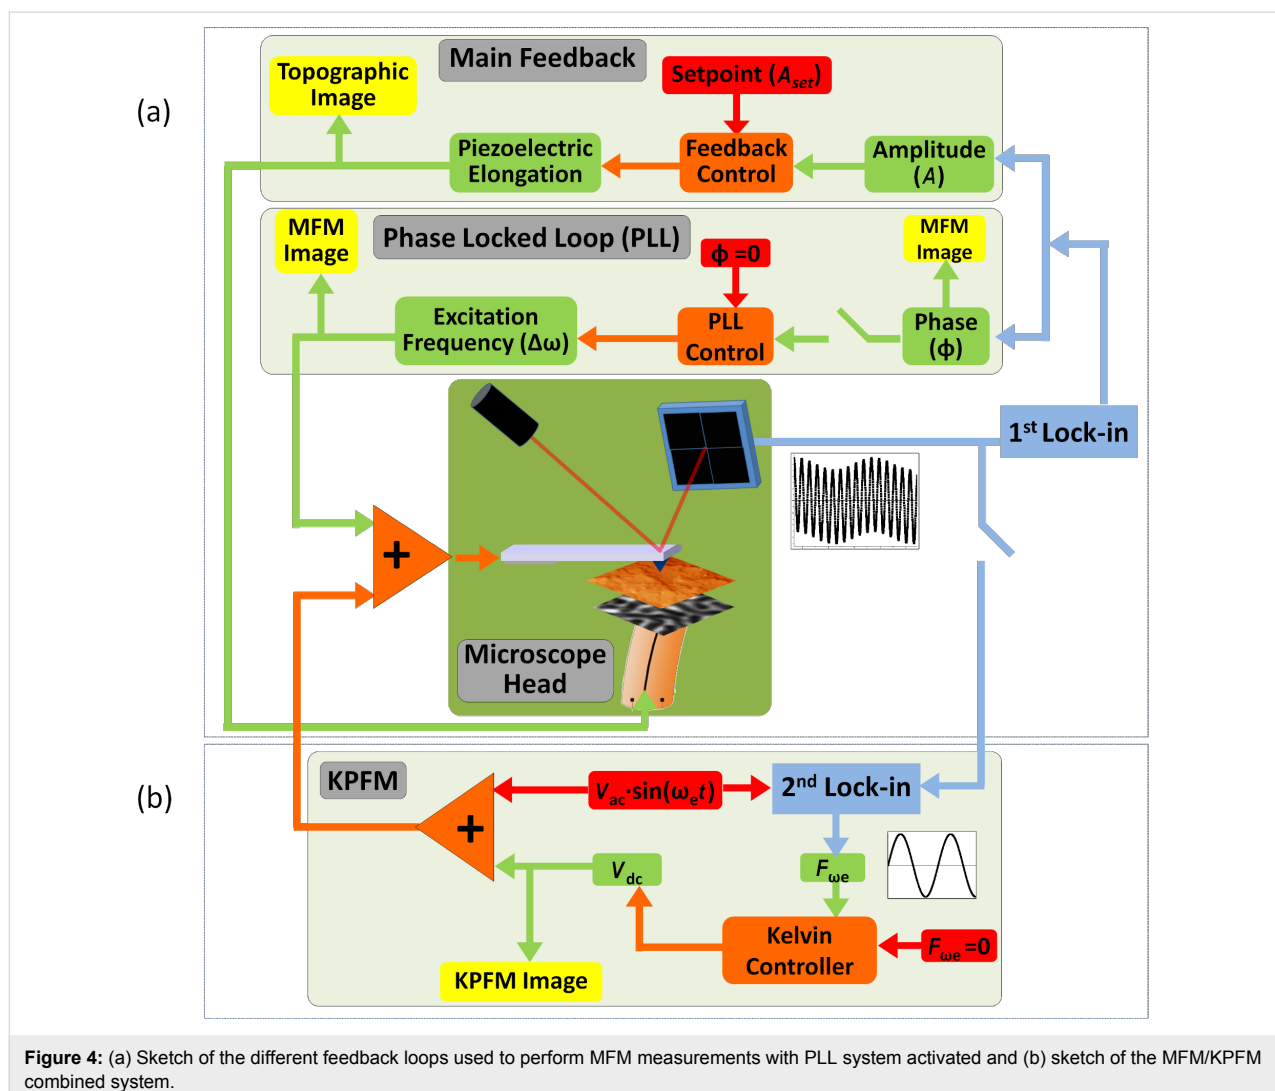 (a)
Main Feedback
Topographic
Image
Setpoint (Aset)
Piezoelectric
Elongation
Feedback
Control
Amplitude
(A)
MFM
Image
Phase Locked Loop (PLL)
ϕ =0
MFM
Image
Excitation
Frequency (Δω)
PLL
Control
Phase
(ϕ)
1st Lock-in
+
Microscope
Head
(b)
KPFM
Vac·sin(ωet)
2nd Lock-in
+
Vdc
Fωe
Kelvin
Controller
Fωe=0
KPFM Image
Figure 4: (a) Sketch of the different feedback loops used to perform MFM measurements with PLL system activated and (b) sketch of the MFM/KPFM
combined system.